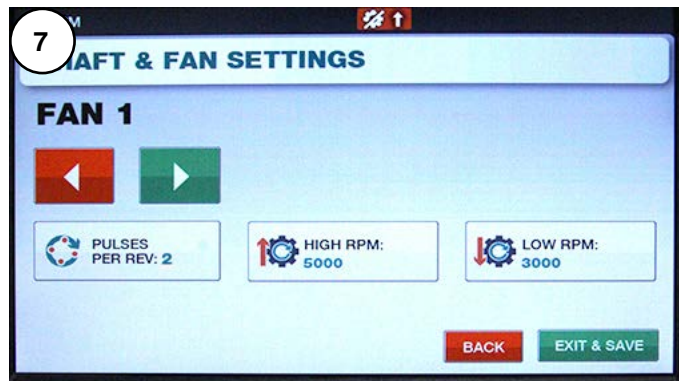 7
M
AFT & FAN SETTINGS
FAN 1
PULSES
PER REV: 2
HIGH RPM:
5000
LOW RPM:
3000
BACK
EXIT & SAVE